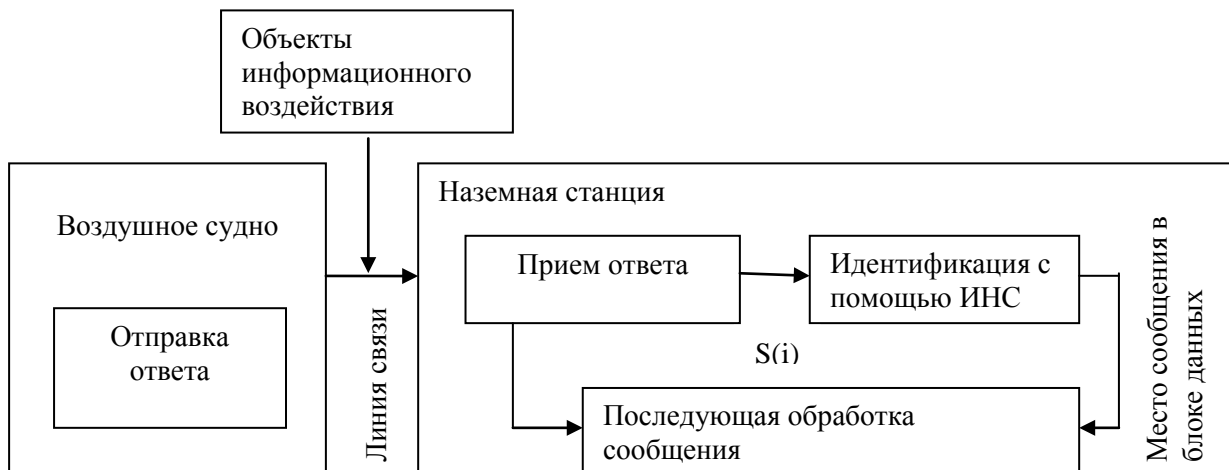 Объекты
информационного
воздействия
Воздушное судно
Отправка
ответа
Линия связи
Наземная станция
Прием ответа
Идентификация с
помощью ИНС
S(i)
Последующая обработка
сообщения
Место сообщения в
блоке данных